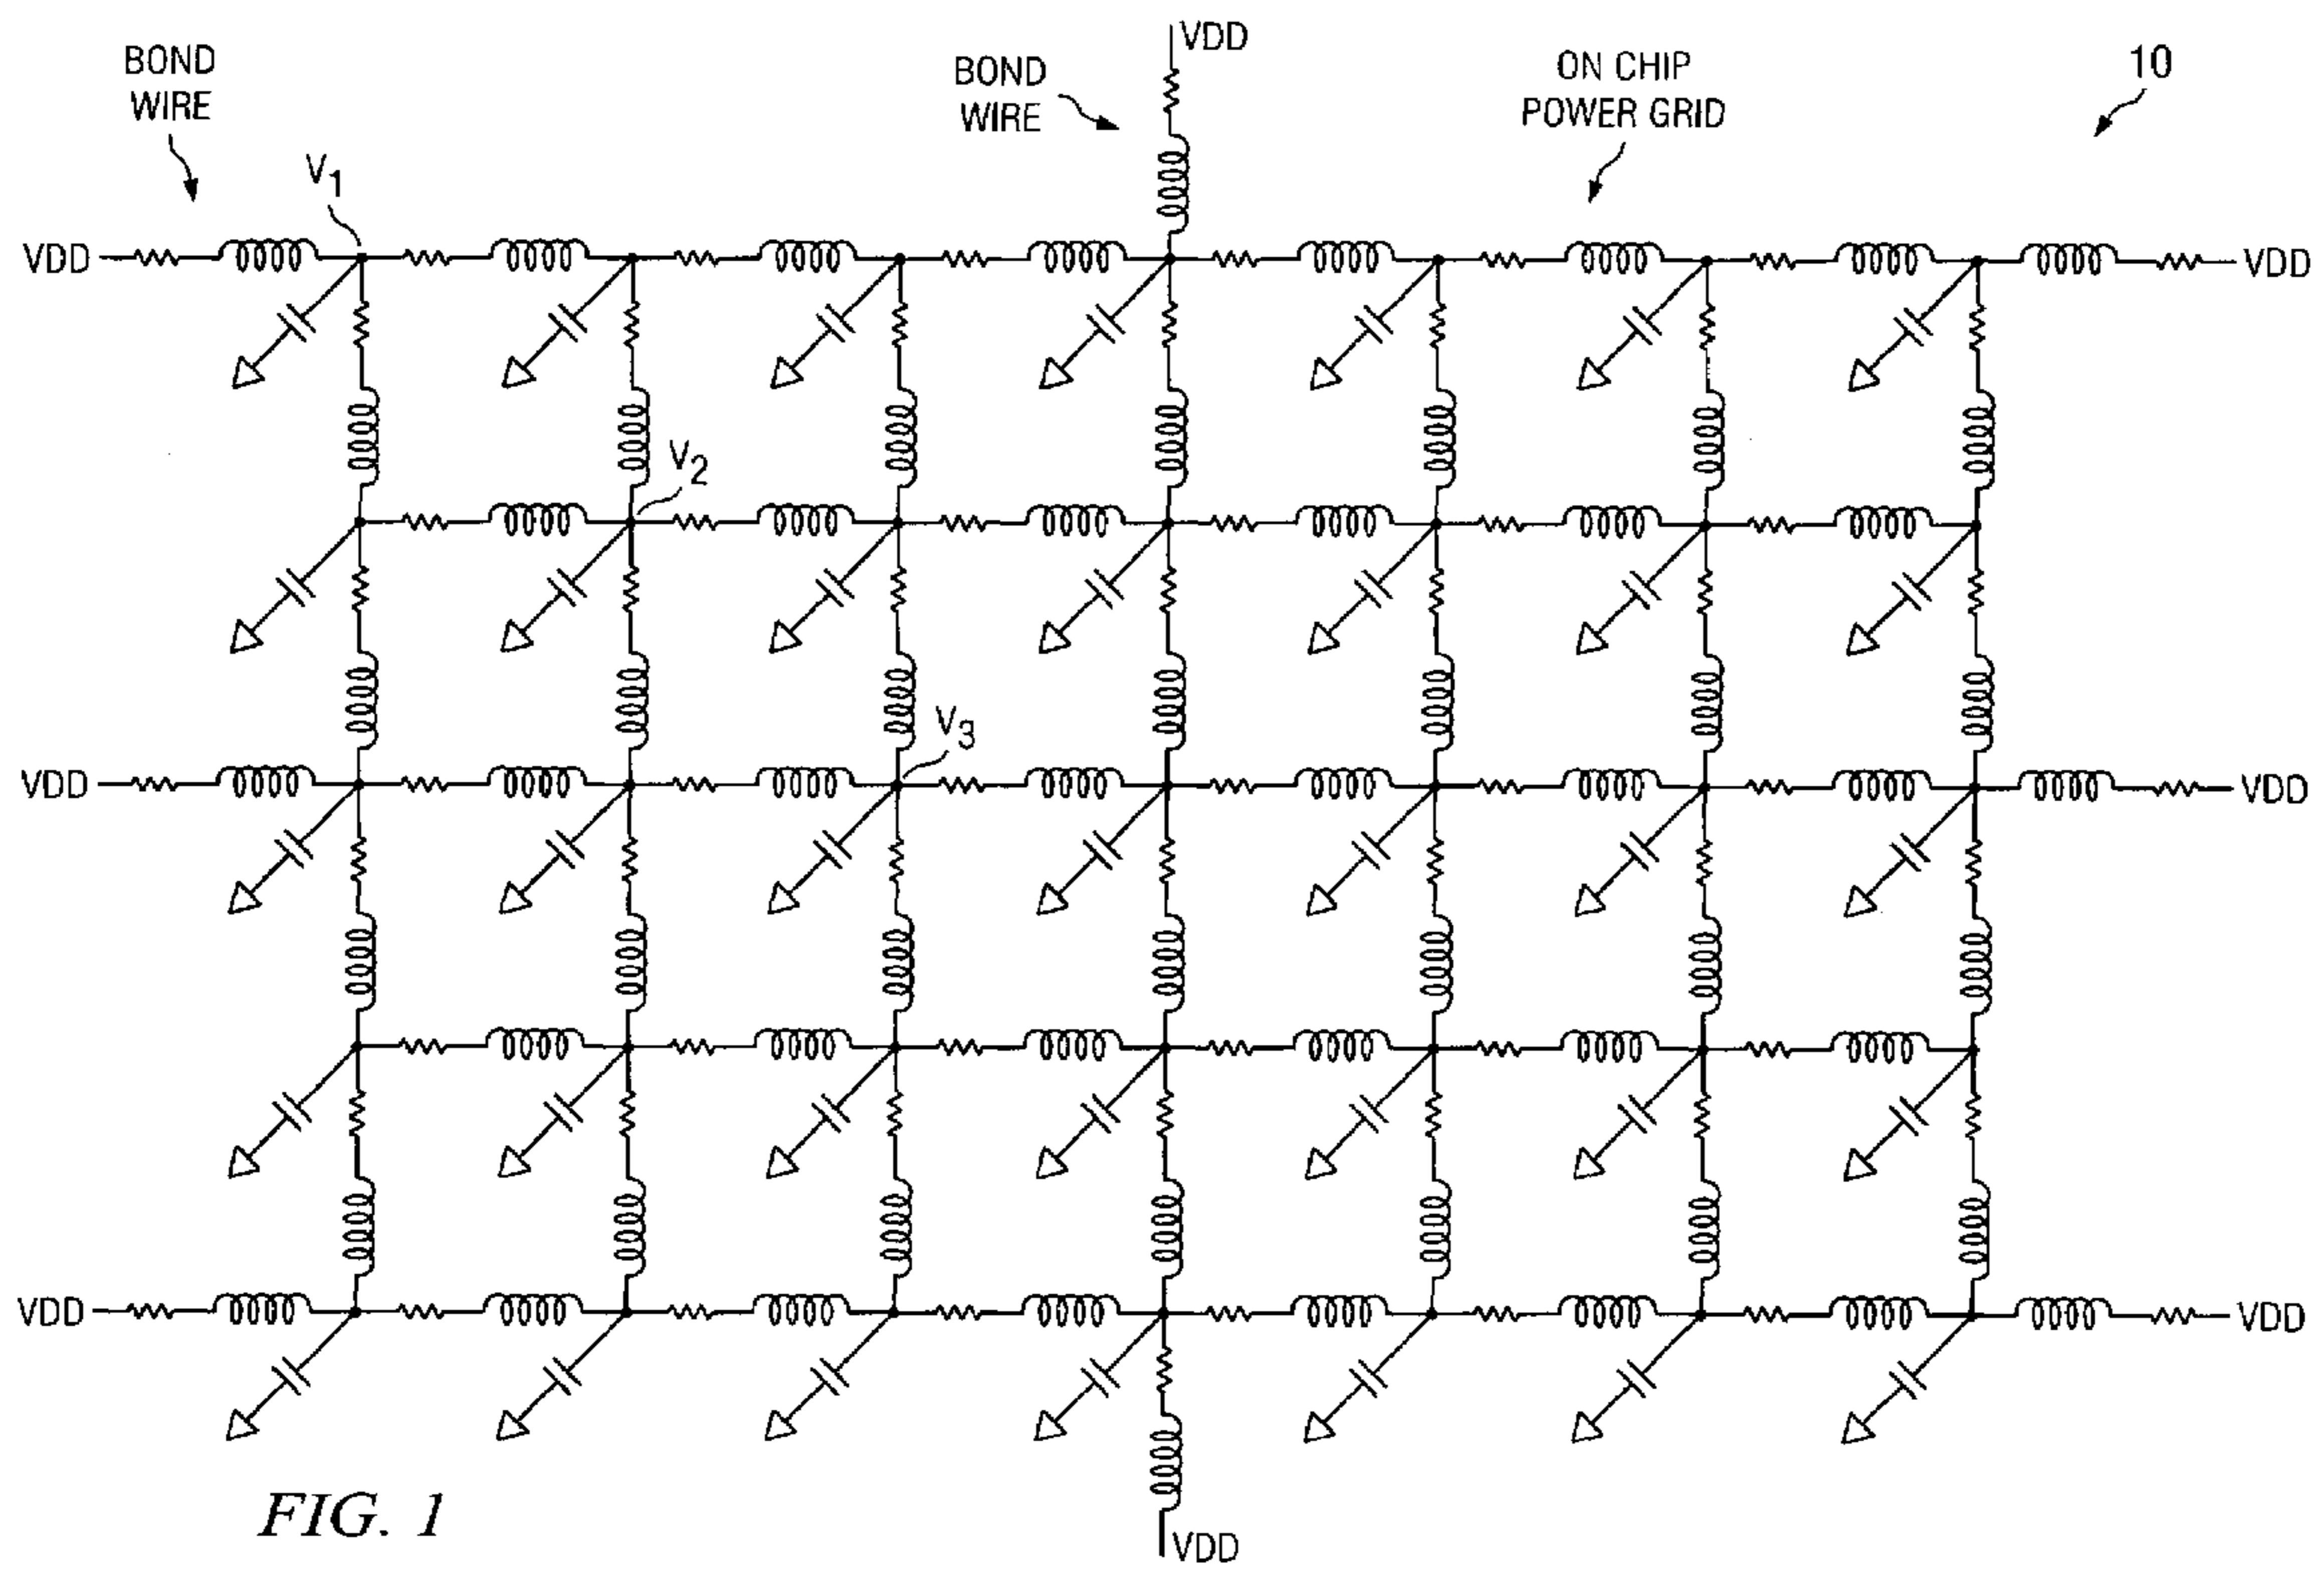 VDD
BOND
WIRE
BOND
WIRE
ON CHIP
POWER GRID
10
V1
VDD
VDD
V2
V3
VDD
VDD
VDD
VDD
VDD
FIG. 1